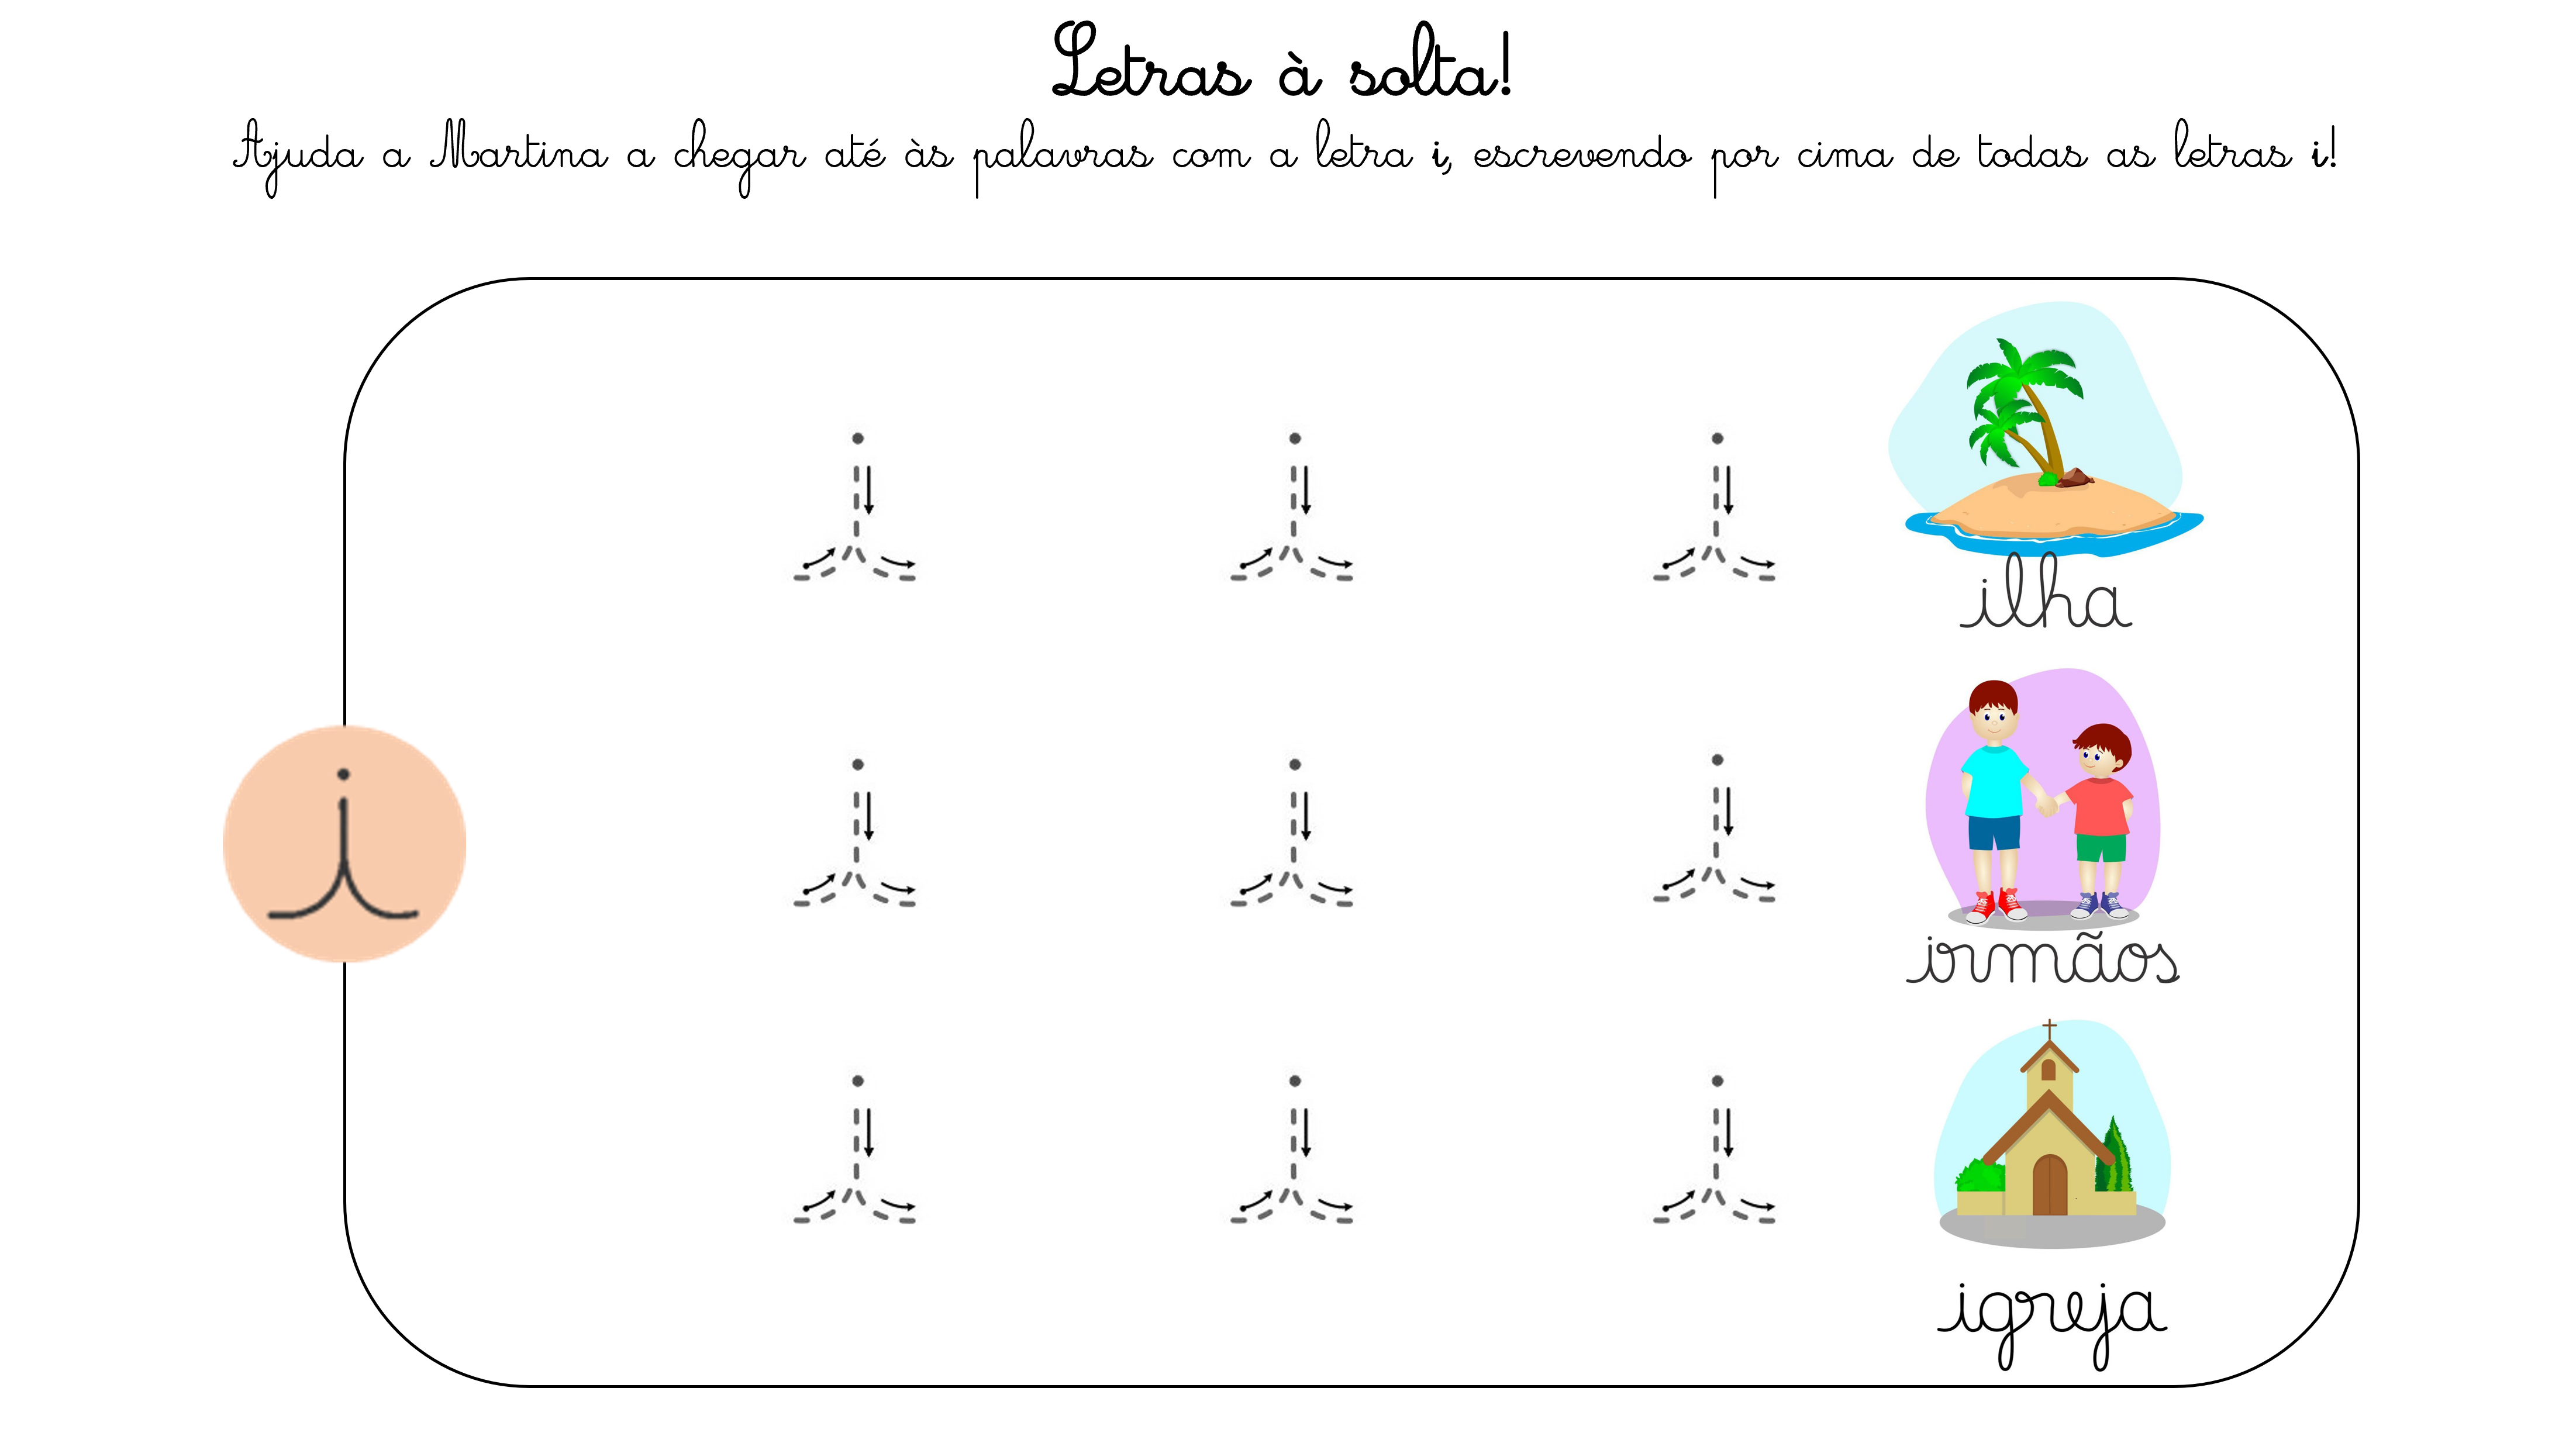 Letras à solta!
Ajuda a Martina a chegar até às palavras com a letra i, escrevendo por cima de todas as letras i!
i i i
ilha
i
i i i
irmãos
i i i
igreja